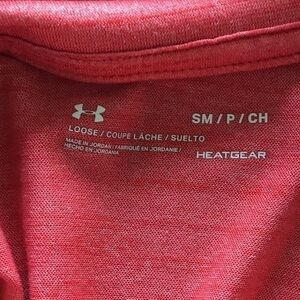 SM / P / CH
LOOSE / COUPE LÂCHE / SUELTO
MADE IN JORDAN / FABRIQUÉ EN JORDANIE /
HECHO EN JORDANIA
HEATGEAR